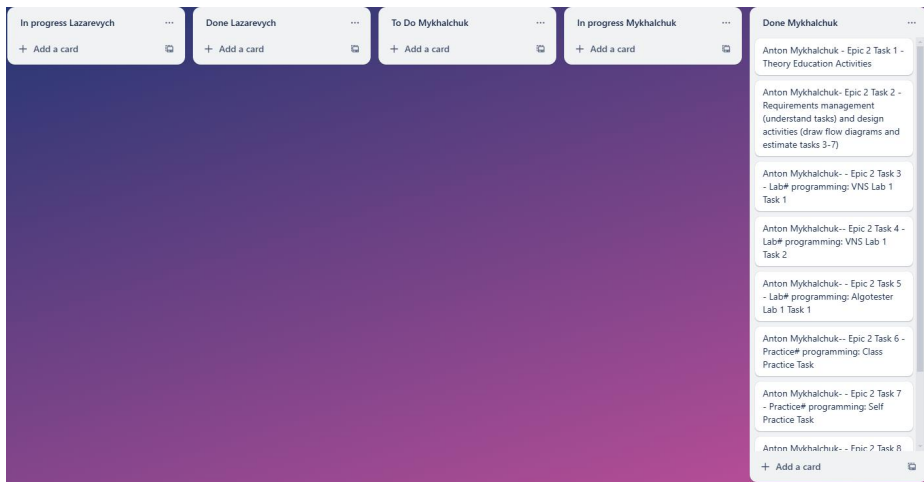 In progress Lazarevych
+ Add a card
Done Lazarevych
+ Add a card
To Do Mykhalchuk
+ Add a card
In progress Mykhalchuk
+ Add a card
Done Mykhalchuk
Anton Mykhalchuk - Epic 2 Task 1 -
Theory Education Activities
Anton Mykhalchuk- Epic 2 Task 2 -
Requirements management
(understand tasks) and design
activities (draw flow diagrams and
estimate tasks 3-7)
Anton Mykhalchuk- - Epic 2 Task 3
- Lab# programming: VNS Lab 1
Task 1
Anton Mykhalchuk-- Epic 2 Task 4 -
Lab# programming: VNS Lab 1
Task 2
Anton Mykhalchuk- - Epic 2 Task 5
- Lab# programming: Algotester
Lab 1 Task 1
Anton Mykhalchuk-- Epic 2 Task 6 -
Practice# programming: Class
Practice Task
Anton Mykhalchuk- - Epic 2 Task 7
- Practice# programming: Self
Practice Task
Anton Mykhalchuk- - Epic 2 Task 8
+ Add a card